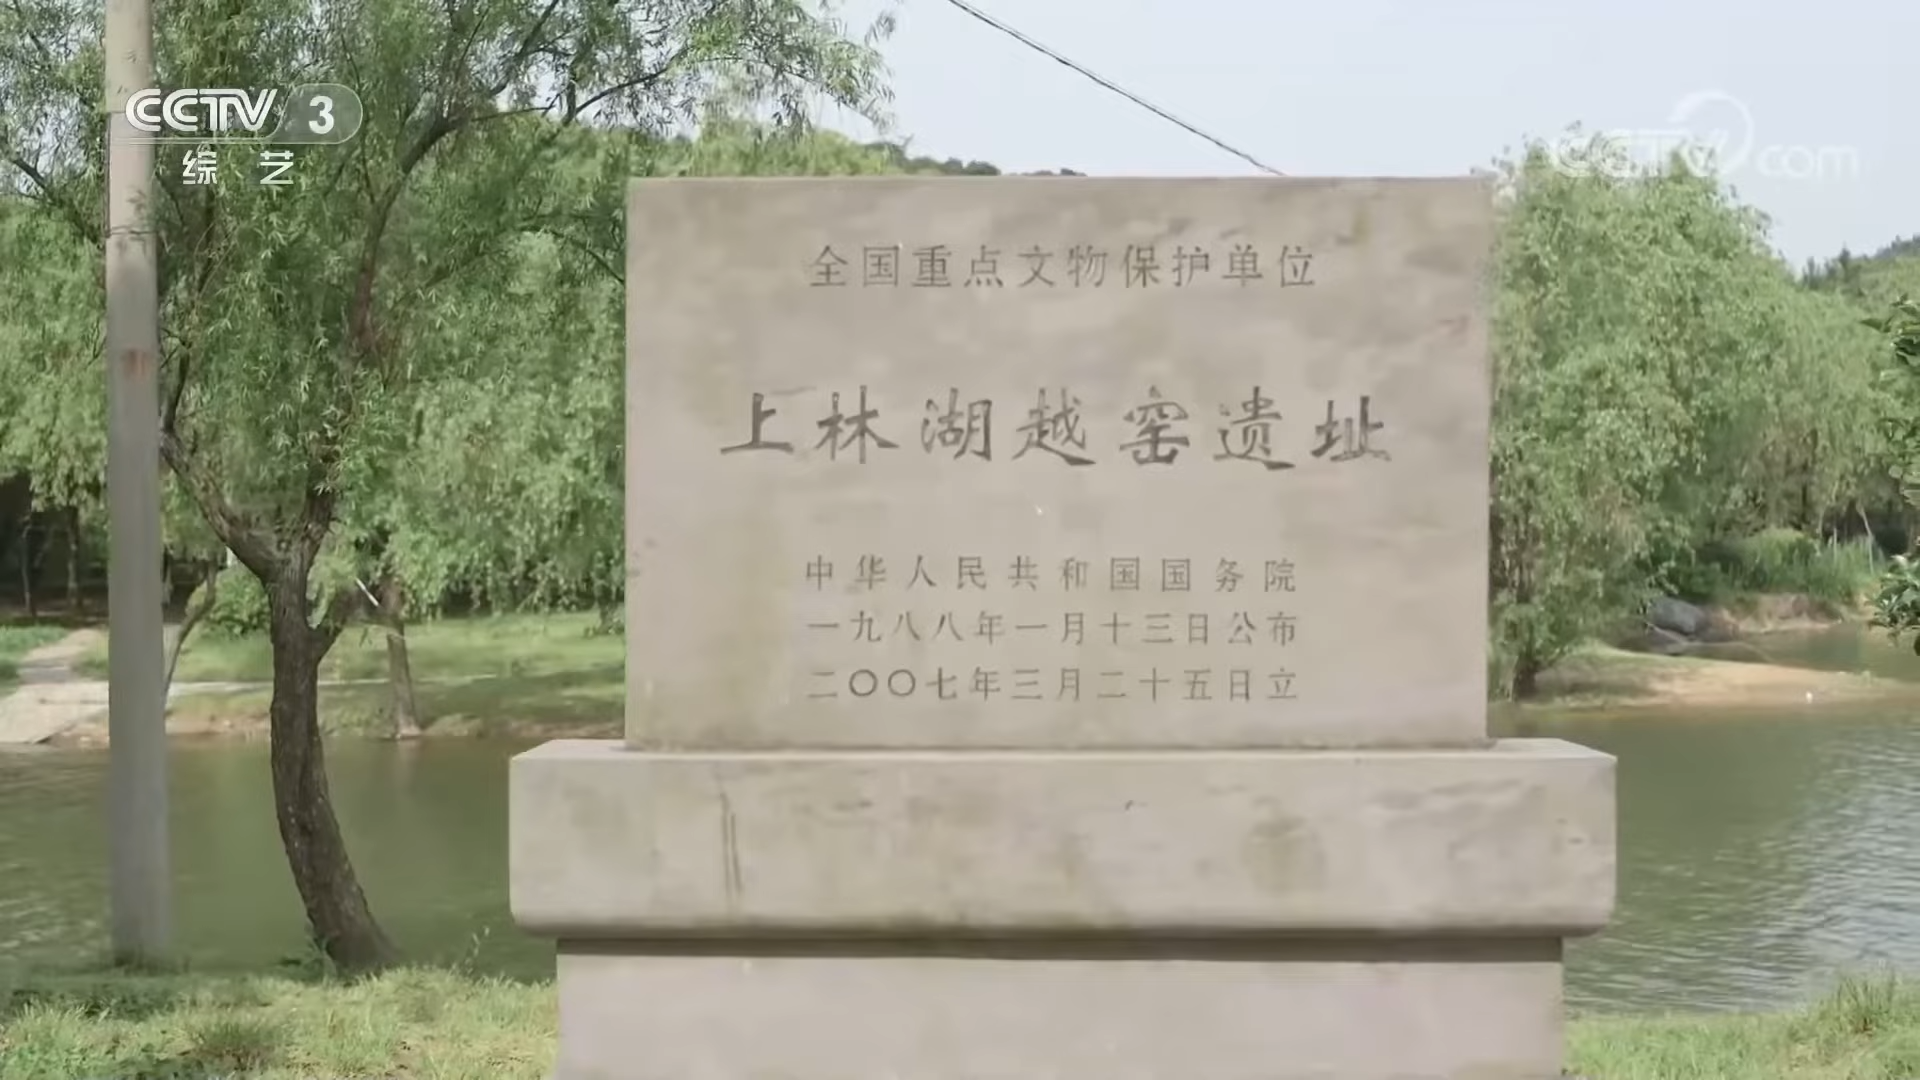 CCTV 3
综艺
CCTV com
全国重点文物保护单位
上林湖越窑遗址
中华人民共和国国务院
一九八八年一月十三日公布
二〇〇七年三月二十五日立